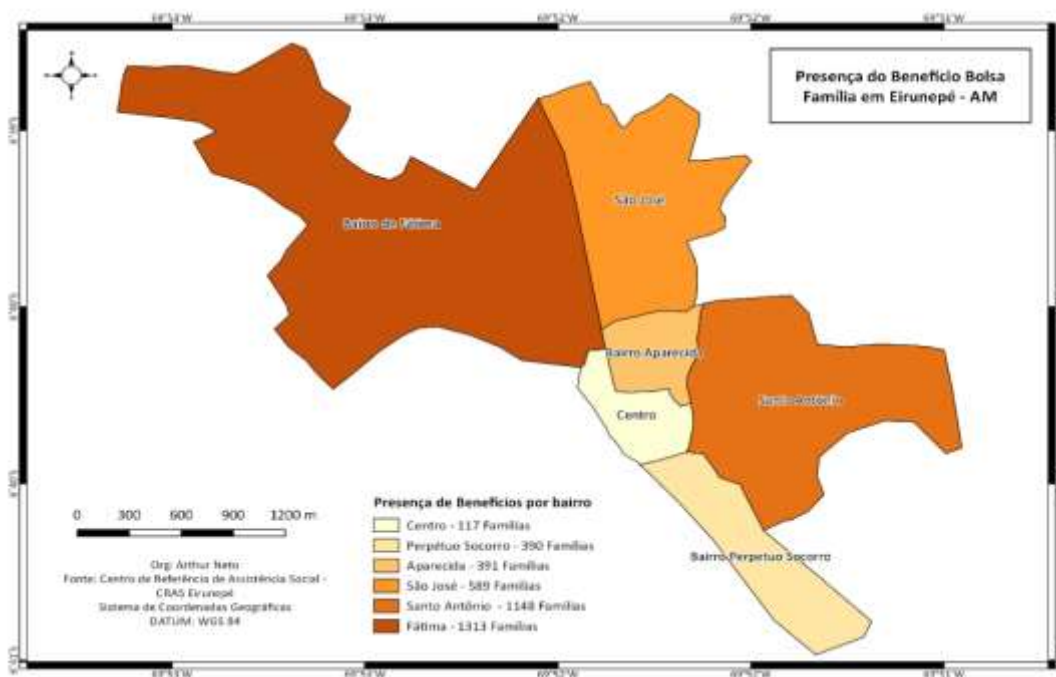 Presença do Benefício Bolsa
Família em Eirunepé - AM
São José
Bairro de Fátima
Bairro Aparecida
Santo Antônio
Centro
Bairro Perpetuo Socorro
0 300 600 900 1200 m
Org: Arthur Neto
Fonte: Centro de Referência de Assistência Social -
CRAS Eirunepé
Sistema de Coordenadas Geográficas
DATUM: WGS 84
Presença de Benefícios por bairro
Centro - 117 Famílias
Perpétuo Socorro - 390 Famílias
Aparecida - 391 Famílias
São José - 589 Famílias
Santo Antônio - 1148 Famílias
Fátima - 1313 Famílias